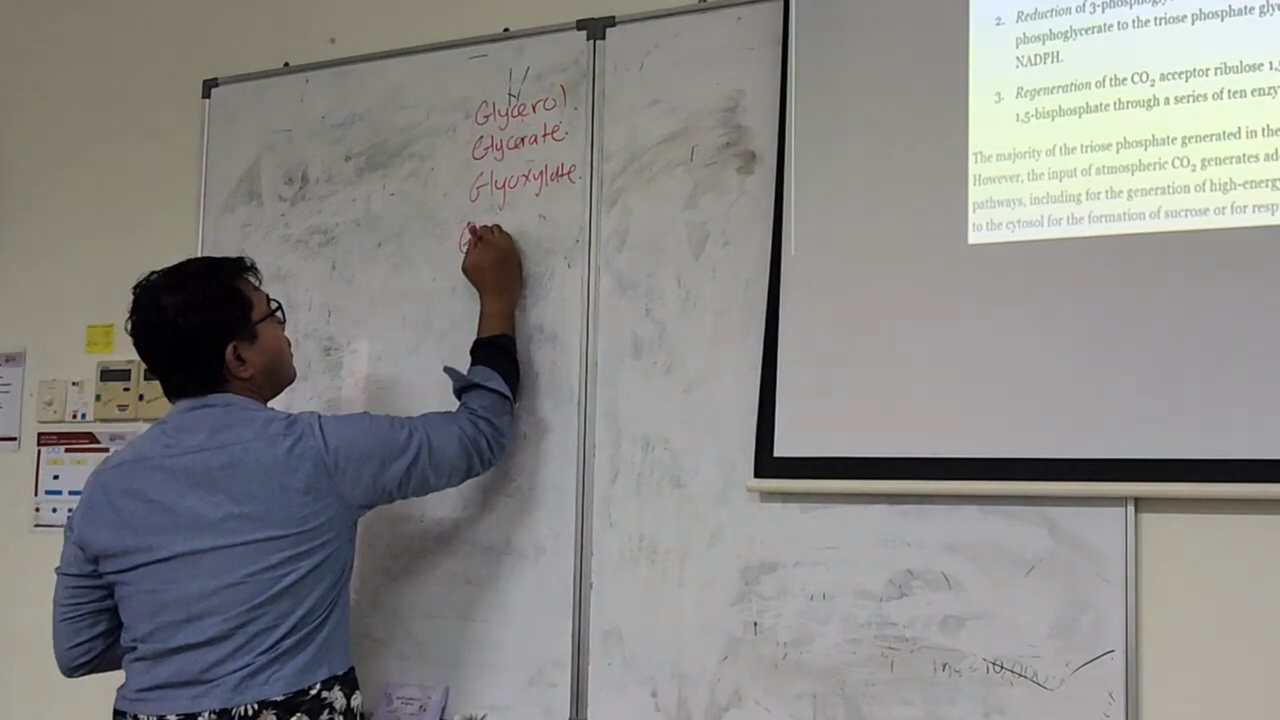 Glycerol.
Glycerate.
Glyoxylate.
2. Reduction of 3-phosphogly
phosphoglycerate to the triose phosphate gly
NADPH.
3. Regeneration of the CO₂ acceptor ribulose 1,5
1,5-bisphosphate through a series of ten enzy
The majority of the triose phosphate generated in the
However, the input of atmospheric CO₂ generates ad
pathways, including for the generation of high-energy
to the cytosol for the formation of sucrose or for resp